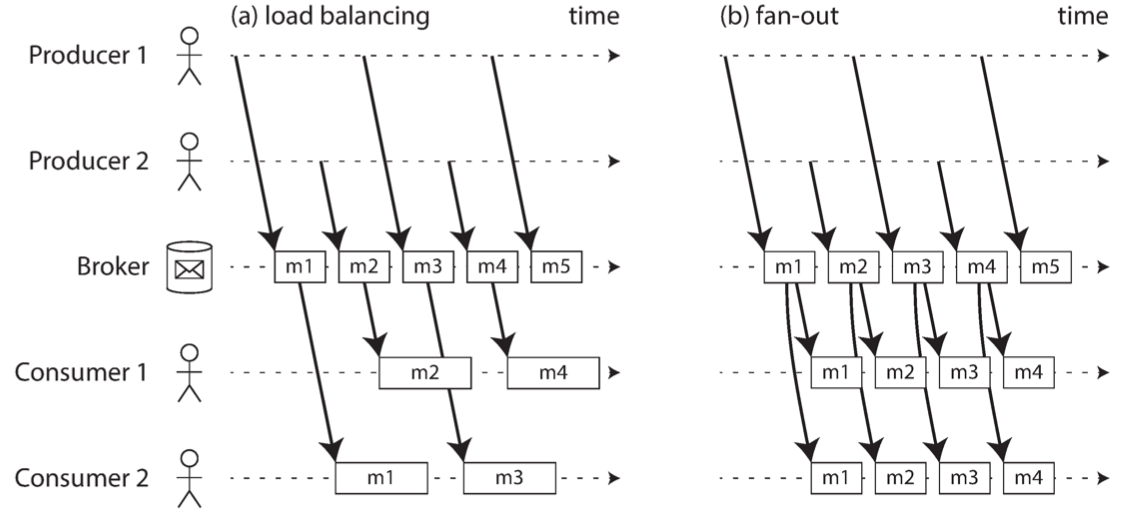 (a) load balancing time (b) fan-out time
Producer 1
Producer 2
Broker m1 m2 m3 m4 m5 m1 m2 m3 m4 m5
Consumer 1 m2 m4 m1 m2 m3 m4
Consumer 2 m1 m3 m1 m2 m3 m4